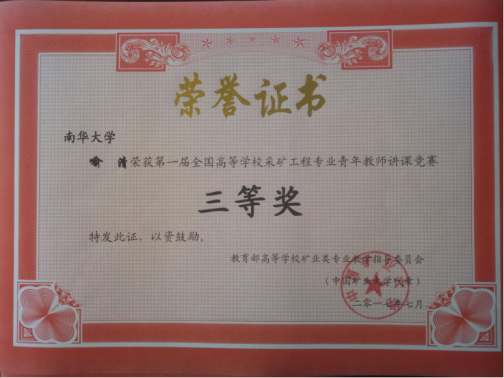 荣誉证书
南华大学
喻 清荣获第一届全国高等学校采矿工程专业青年教师讲课竞赛
三等奖
特发此证，以资鼓励。
教育部高等学校矿业类专业教学指导委员会
（中国矿业大学代章）
二〇一七年七月